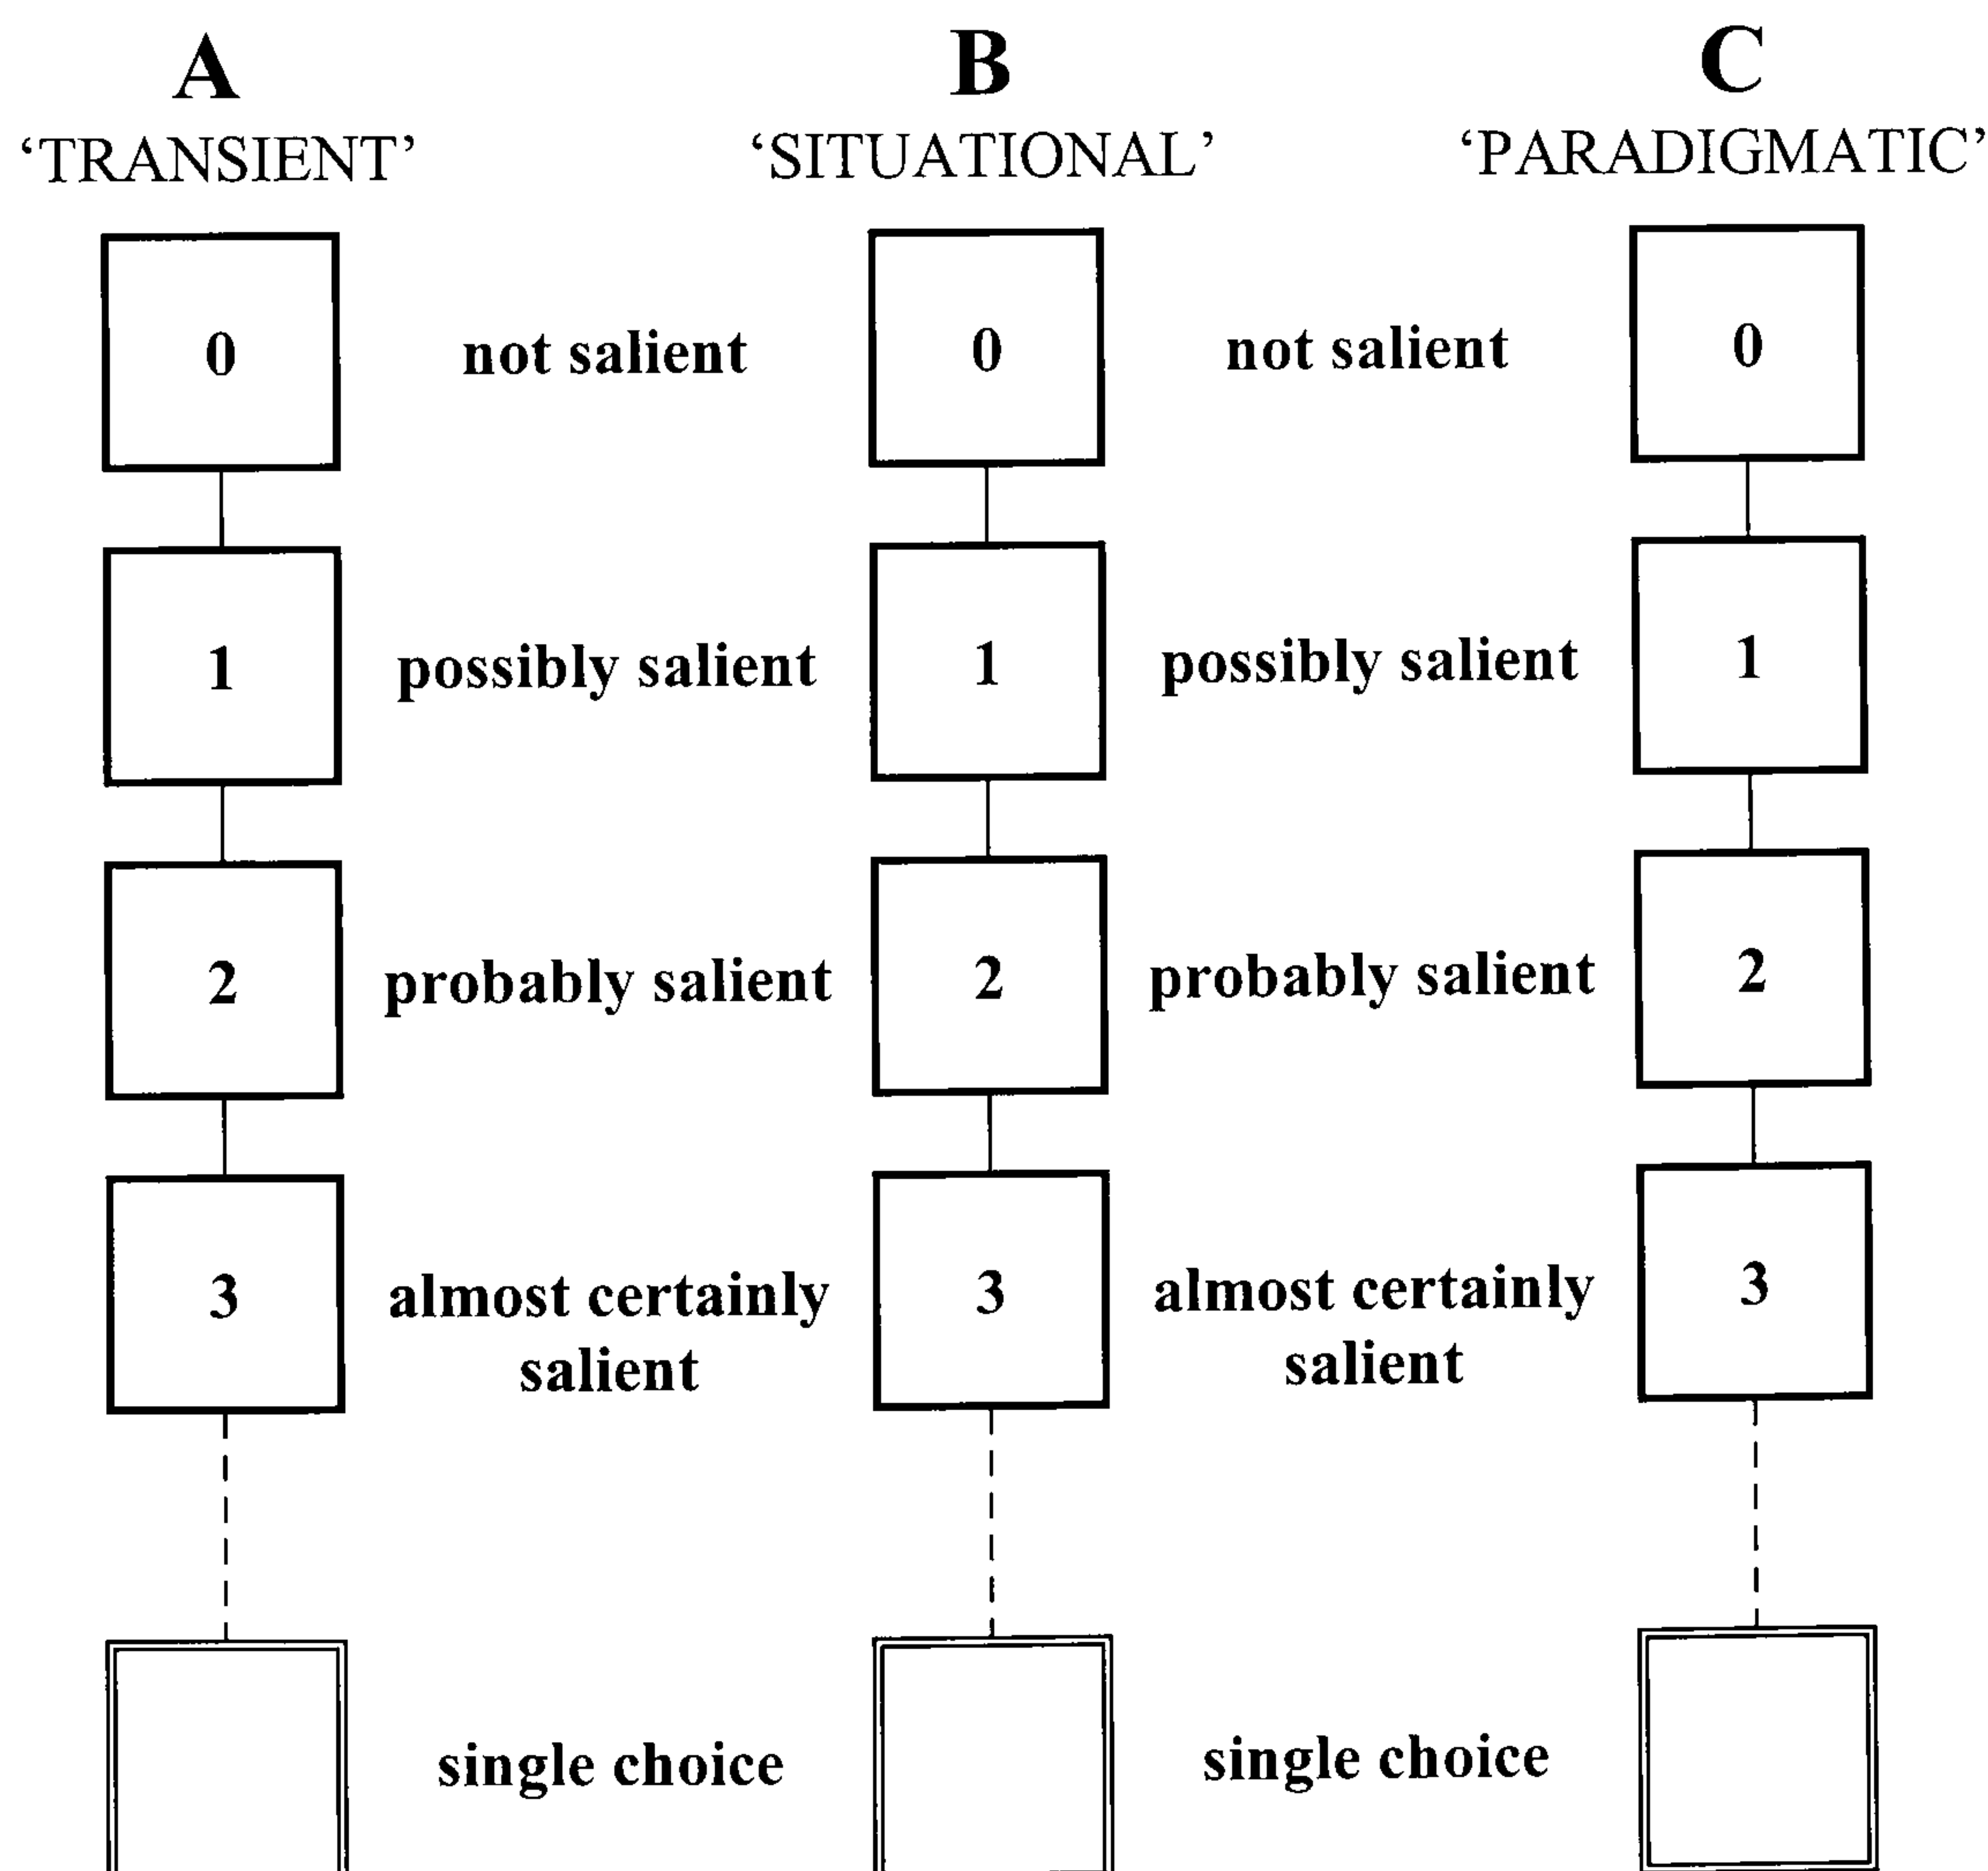 A B C
‘TRANSIENT’ ‘SITUATIONAL’ ‘PARADIGMATIC’
0 not salient 0 not salient 0
1 possibly salient 1 possibly salient 1
2 probably salient 2 probably salient 2
3 almost certainly 3 almost certainly 3
salient salient
single choice single choice